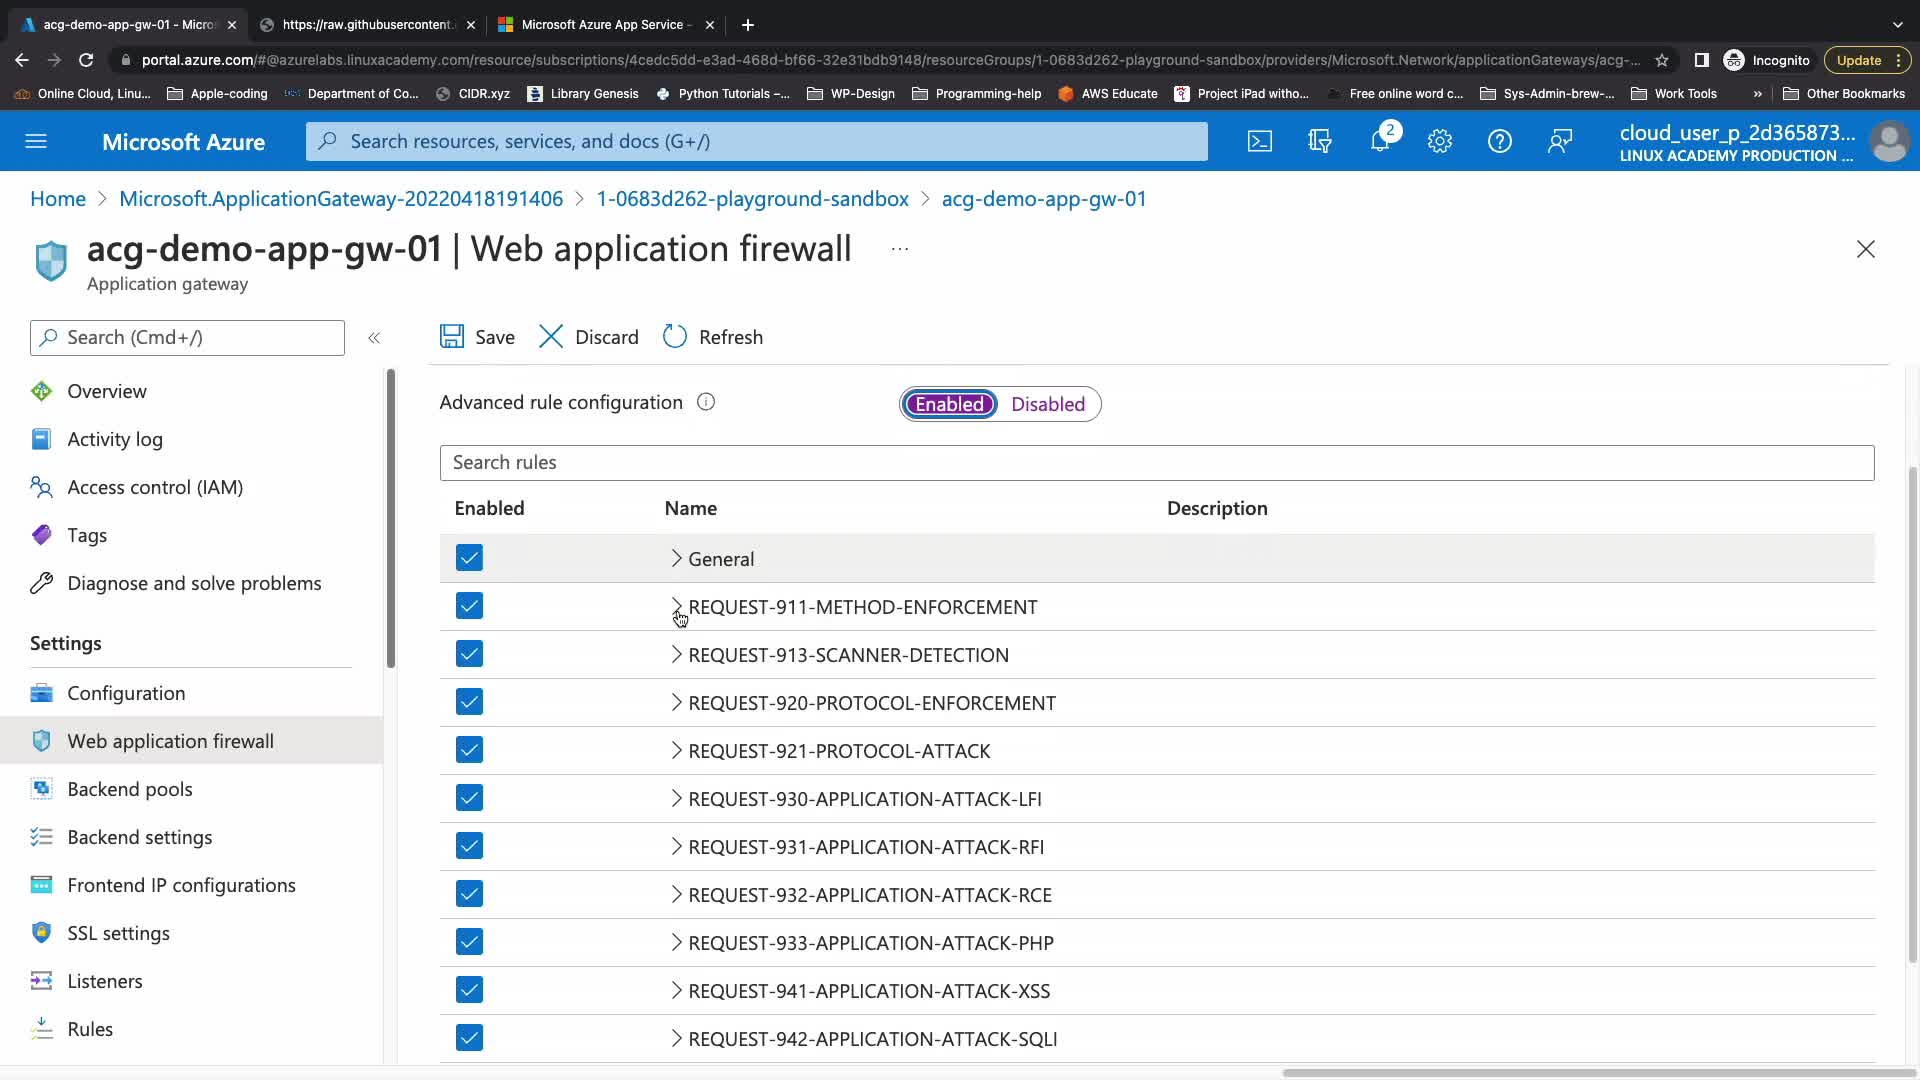 acg-demo-app-gw-01 - Micros
https://raw.githubusercontent.
Microsoft Azure App Service -
portal.azure.com/#@azurelabs.linuxacademy.com/resource/subscriptions/4cedc5dd-e3ad-468d-bf66-32e31bdb9148/resourceGroups/1-0683d262-playground-sandbox/providers/Microsoft.Network/applicationGateways/acg-...
Incognito
Update
Online Cloud, Linu...
Apple-coding
Department of Co...
CIDR.xyz
Library Genesis
Python Tutorials –...
WP-Design
Programming-help
AWS Educate
Project iPad witho...
Free online word c...
Sys-Admin-brew-...
Work Tools
»
Other Bookmarks
Microsoft Azure
Search resources, services, and docs (G+/)
2
cloud_user_p_2d365873...
LINUX ACADEMY PRODUCTION ...
Home > Microsoft.ApplicationGateway-20220418191406 > 1-0683d262-playground-sandbox > acg-demo-app-gw-01
acg-demo-app-gw-01 | Web application firewall ...
Application gateway
Search (Cmd+/)
«
Save
Discard
Refresh
Overview
Activity log
Access control (IAM)
Tags
Diagnose and solve problems
Settings
Configuration
Web application firewall
Backend pools
Backend settings
Frontend IP configurations
SSL settings
Listeners
Rules
Advanced rule configuration
Enabled Disabled
Search rules
Enabled Name Description
General
REQUEST-911-METHOD-ENFORCEMENT
REQUEST-913-SCANNER-DETECTION
REQUEST-920-PROTOCOL-ENFORCEMENT
REQUEST-921-PROTOCOL-ATTACK
REQUEST-930-APPLICATION-ATTACK-LFI
REQUEST-931-APPLICATION-ATTACK-RFI
REQUEST-932-APPLICATION-ATTACK-RCE
REQUEST-933-APPLICATION-ATTACK-PHP
REQUEST-941-APPLICATION-ATTACK-XSS
REQUEST-942-APPLICATION-ATTACK-SQLI